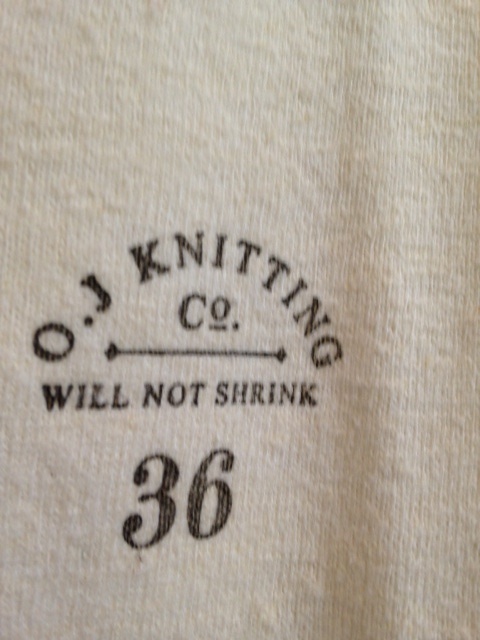 O.J KNITTING
Co.
WILL NOT SHRINK
36